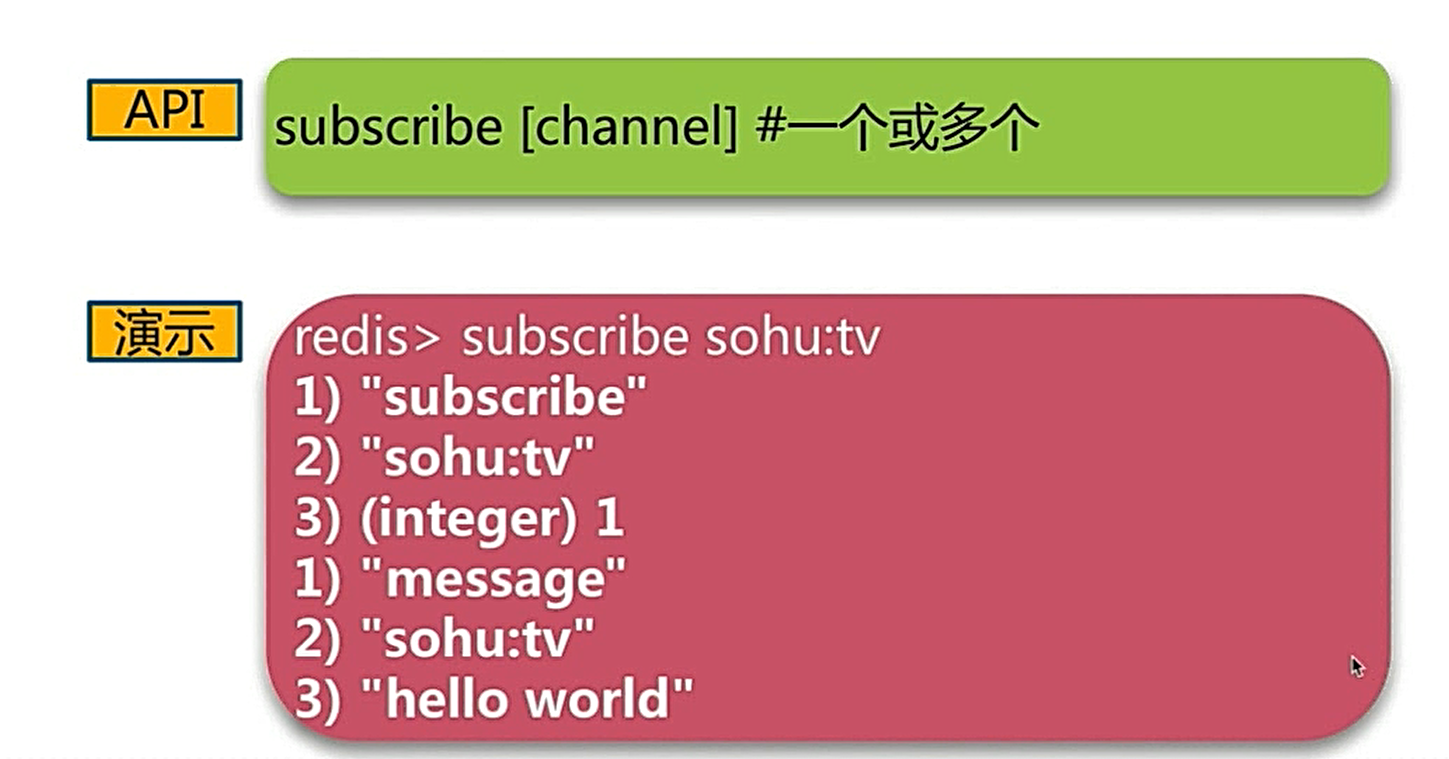 API
subscribe [channel] #一个或多个
演示
redis> subscribe sohu:tv
1) "subscribe"
2) "sohu:tv"
3) (integer) 1
1) "message"
2) "sohu:tv"
3) "hello world"